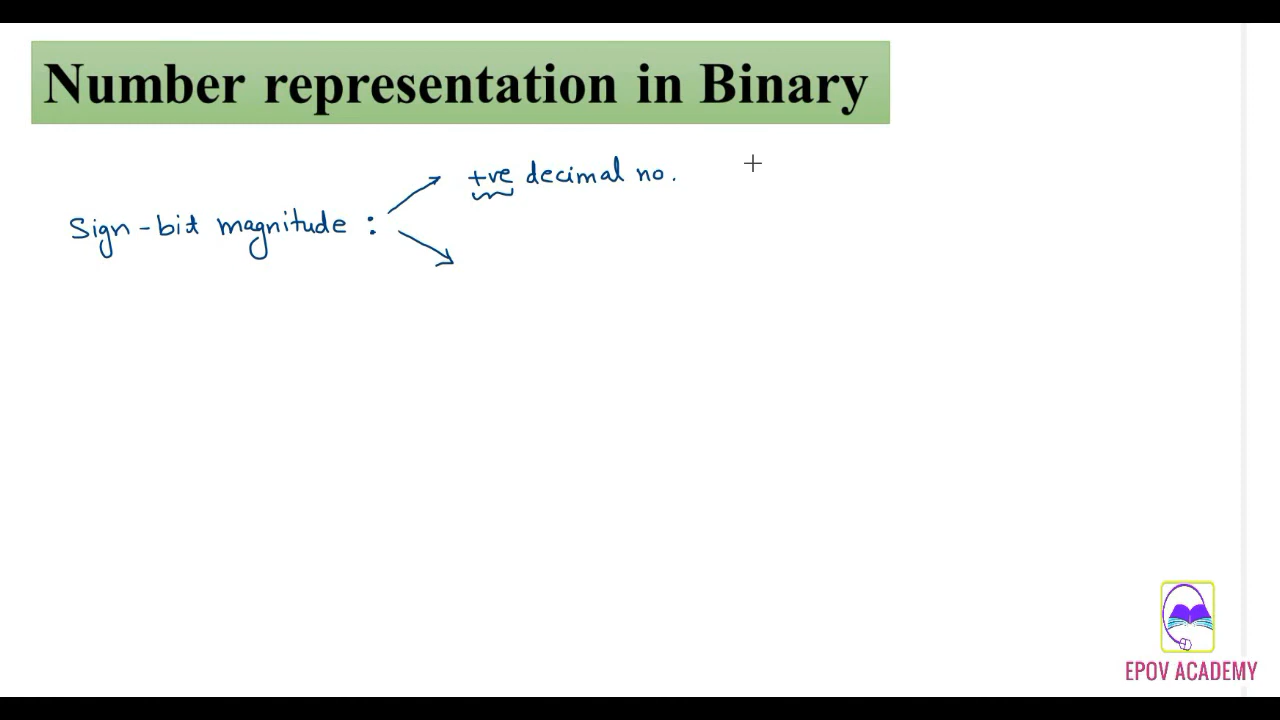 Number representation in Binary
+ve decimal no.
Sign-bit magnitude :
EPOV ACADEMY